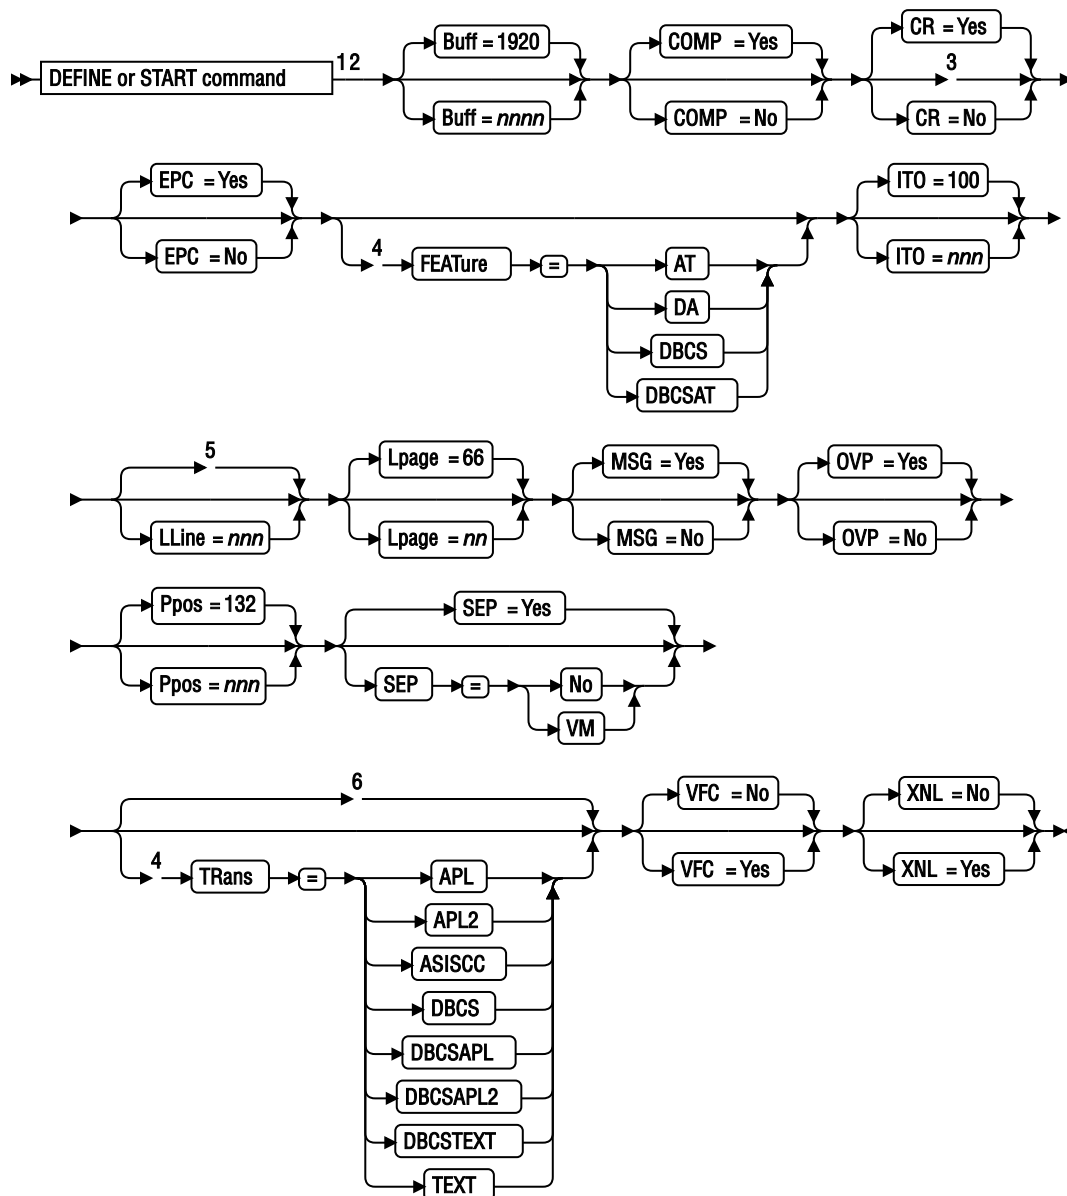 Buff = 1920 COMP = Yes CR = Yes
DEFINE or START command 1 2 3
Buff = nnnn COMP = No CR = No
EPC = Yes ITO = 100
EPC = No 4 FEATure = AT ITO = nnn
DA
DBCS
DBCSAT
5 Lpage = 66 MSG = Yes OVP = Yes
LLine = nnn Lpage = nn MSG = No OVP = No
Ppos = 132 SEP = Yes
Ppos = nnn SEP = No
VM
6 VFC = No XNL = No
4 TRans = APL VFC = Yes XNL = Yes
APL2
ASISCC
DBCS
DBCSAPL
DBCSAPL2
DBCSTEXT
TEXT